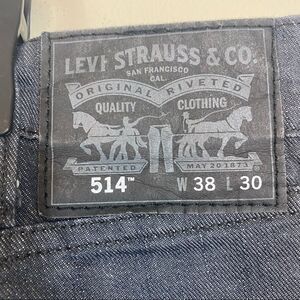 LEVI STRAUSS & CO.
SAN FRANCISCO
CAL.
ORIGINAL RIVETED
QUALITY CLOTHING
PATENTED MAY 20 1873
514™ W 38 L 30